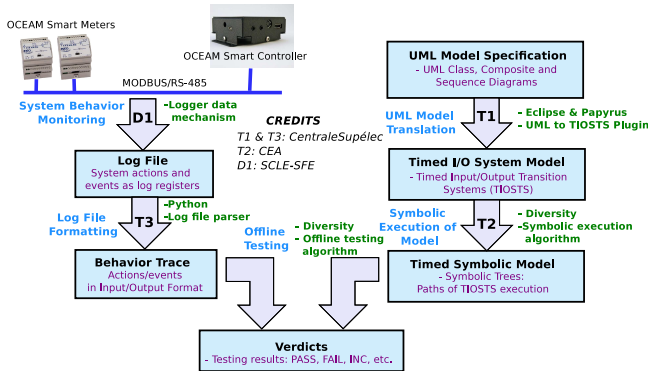 OCEAM Smart Meters
OCEAM Smart Controller
MODBUS/RS-485
System Behavior
Monitoring
D1
-Logger data
mechanism
CREDITS
T1 & T3: CentraleSupélec
T2: CEA
D1: SCLE-SFE
Log File
System actions and
events as log registers
Log File
Formatting
T3
-Python
-Log file parser
Behavior Trace
Actions/events
in Input/Output Format
Offline
Testing
- Diversity
- Offline testing
algorithm
UML Model Specification
- UML Class, Composite and
Sequence Diagrams
UML Model
Translation
T1
- Eclipse & Papyrus
- UML to TIOSTS Plugin
Timed I/O System Model
- Timed Input/Output Transition
Systems (TIOSTS)
Symbolic
Execution of
Model
T2
- Diversity
-Symbolic execution
algorithm
Timed Symbolic Model
- Symbolic Trees:
Paths of TIOSTS execution
Verdicts
- Testing results: PASS, FAIL, INC, etc.